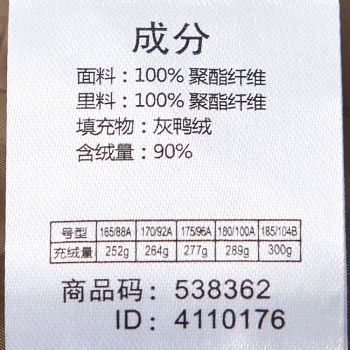 成分
面料：100% 聚酯纤维
里料：100% 聚酯纤维
填充物：灰鸭绒
含绒量：90%
号型 165/88A 170/92A 175/96A 180/100A 185/104B
充绒量 252g 264g 277g 289g 300g
商品码：538362
ID：4110176